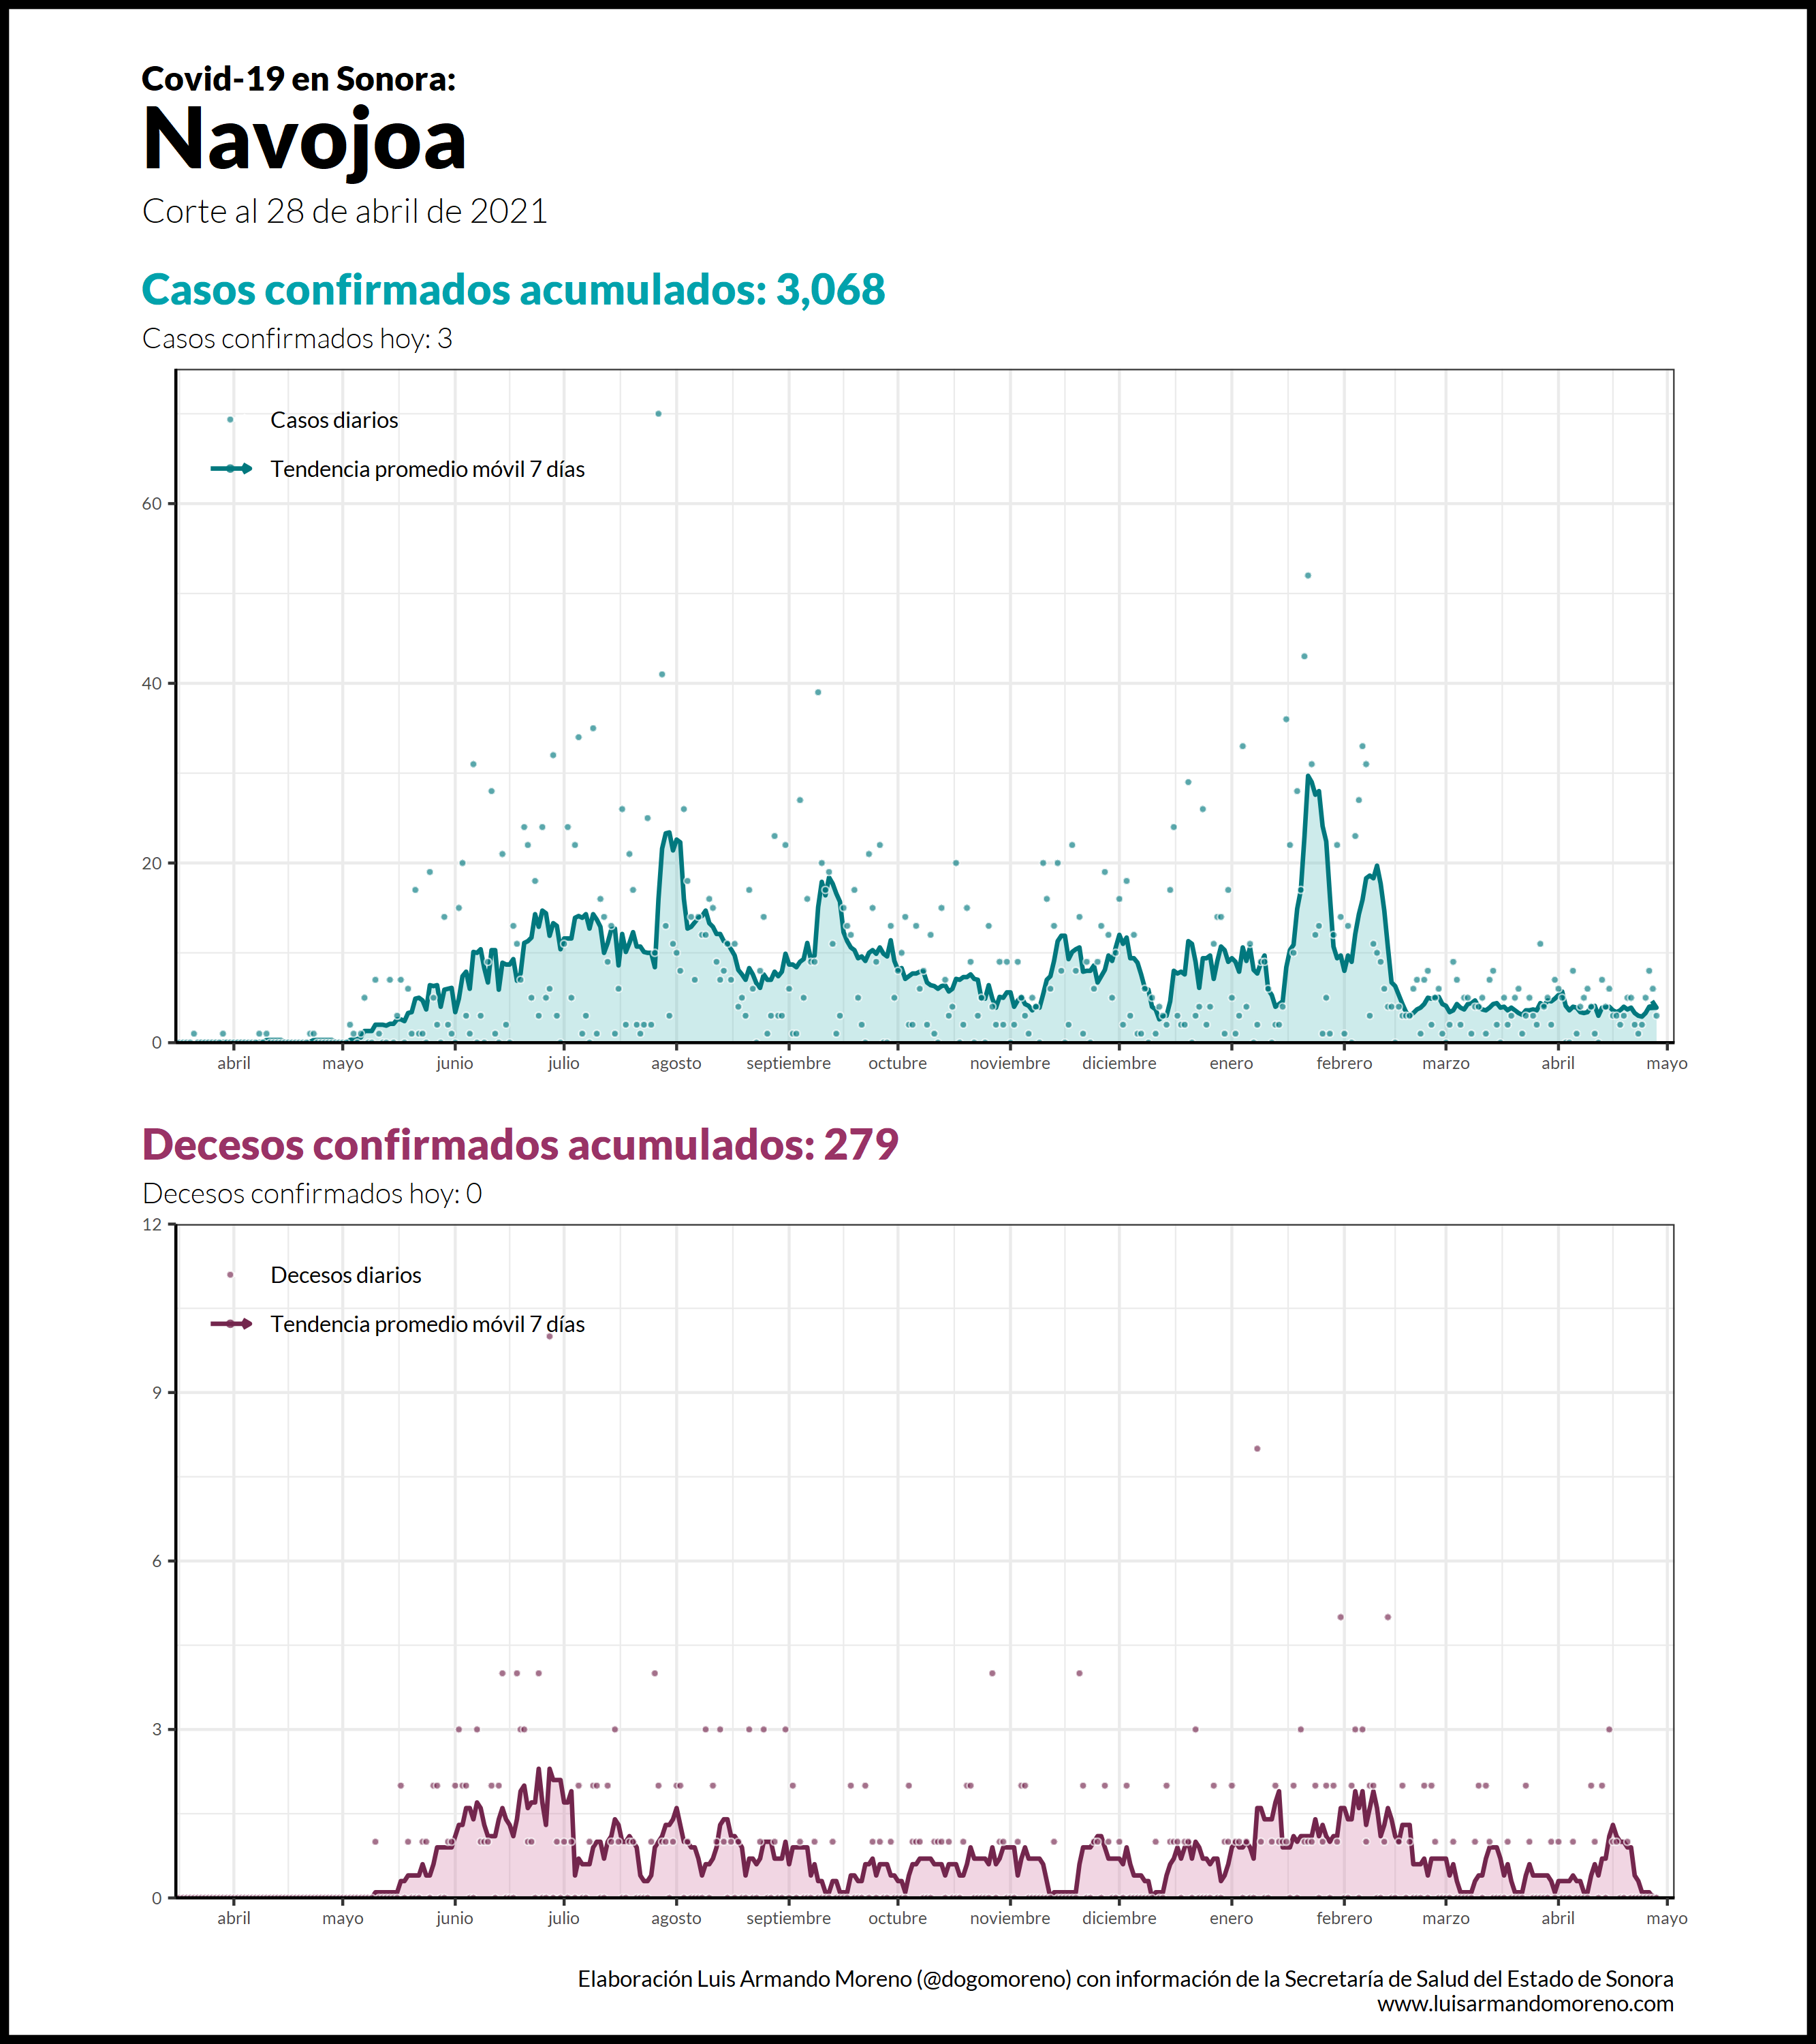 Covid-19 en Sonora:
Navojoa
Corte al 28 de abril de 2021
Casos confirmados acumulados: 3,068
Casos confirmados hoy: 3
Casos diarios
Tendencia promedio móvil 7 días
60
40
20
0
abril mayo junio julio agosto septiembre octubre noviembre diciembre enero febrero marzo abril mayo
Decesos confirmados acumulados: 279
Decesos confirmados hoy: 0
12
Decesos diarios
Tendencia promedio móvil 7 días
9
6
3
0
abril mayo junio julio agosto septiembre octubre noviembre diciembre enero febrero marzo abril mayo
Elaboración Luis Armando Moreno (@dogomoreno) con información de la Secretaría de Salud del Estado de Sonora
www.luisarmandomoreno.com